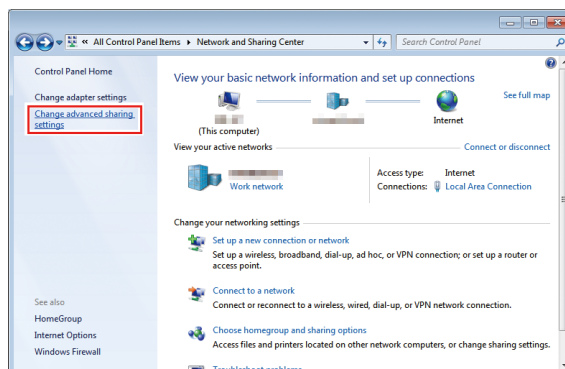 « All Control Panel Items ▸ Network and Sharing Center
Search Control Panel
Control Panel Home
Change adapter settings
Change advanced sharing
settings
See also
HomeGroup
Internet Options
Windows Firewall
View your basic network information and set up connections
See full map
(This computer)
Internet
View your active networks
Connect or disconnect
Work network
Access type: Internet
Connections: Local Area Connection
Change your networking settings
Set up a new connection or network
Set up a wireless, broadband, dial-up, ad hoc, or VPN connection; or set up a router or
access point.
Connect to a network
Connect or reconnect to a wireless, wired, dial-up, or VPN network connection.
Choose homegroup and sharing options
Access files and printers located on other network computers, or change sharing settings.
Troubleshoot problems